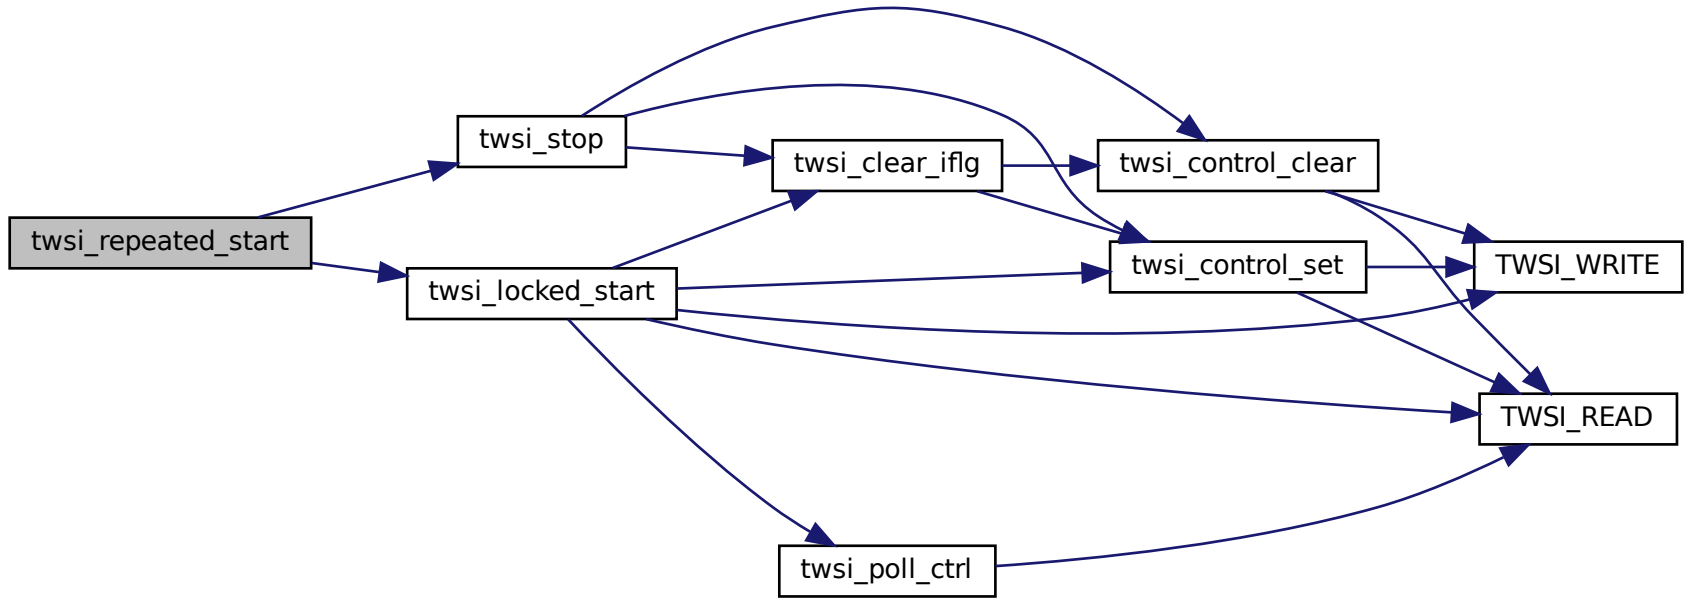 twsi_repeated_start
twsi_stop
twsi_locked_start
twsi_clear_iflg
twsi_poll_ctrl
twsi_control_clear
twsi_control_set
TWSI_WRITE
TWSI_READ